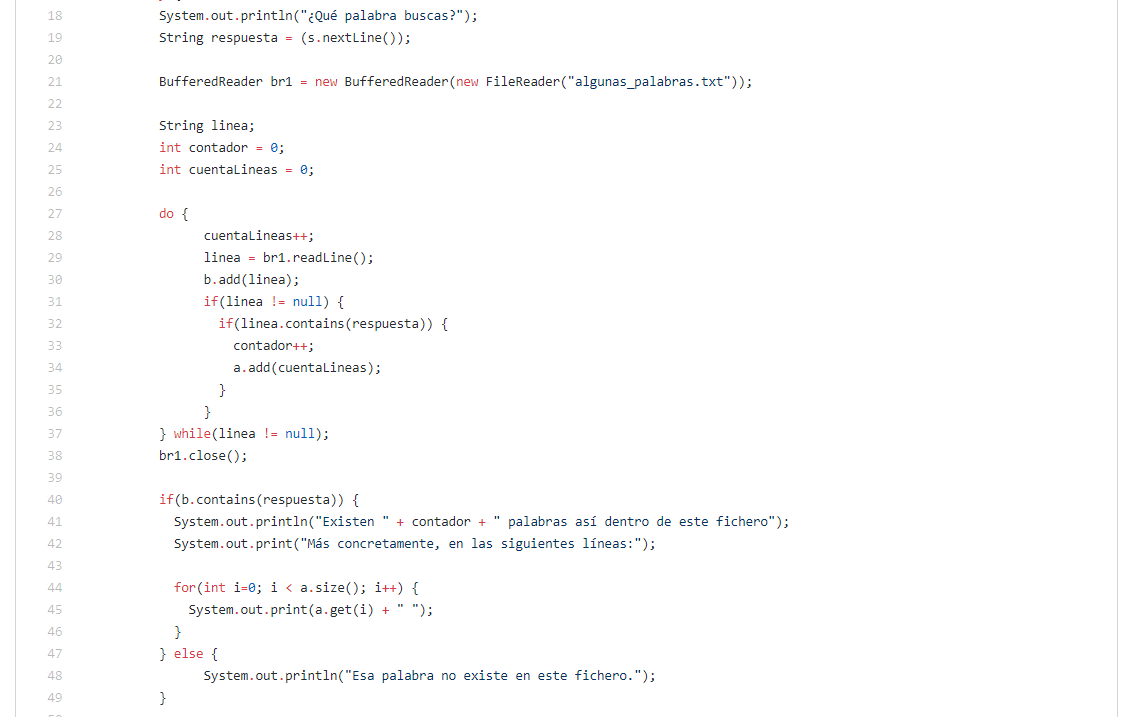 18 System.out.println("¿Qué palabra buscas?");
19 String respuesta = (s.nextLine());
20
21 BufferedReader br1 = new BufferedReader(new FileReader("algunas_palabras.txt"));
22
23 String linea;
24 int contador = 0;
25 int cuentaLineas = 0;
26
27 do {
28 cuentaLineas++;
29 linea = br1.readLine();
30 b.add(linea);
31 if(linea != null) {
32 if(linea.contains(respuesta)) {
33 contador++;
34 a.add(cuentaLineas);
35 }
36 }
37 } while(linea != null);
38 br1.close();
39
40 if(b.contains(respuesta)) {
41 System.out.println("Existen " + contador + " palabras así dentro de este fichero");
42 System.out.print("Más concretamente, en las siguientes líneas:");
43
44 for(int i=0; i < a.size(); i++) {
45 System.out.print(a.get(i) + " ");
46 }
47 } else {
48 System.out.println("Esa palabra no existe en este fichero.");
49 }